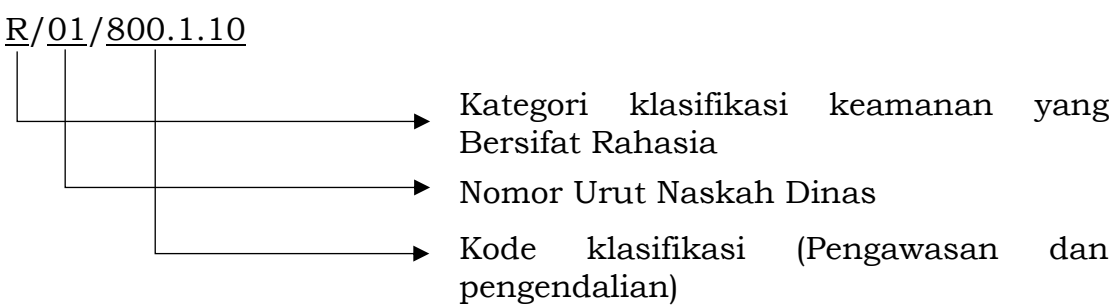 R/01/800.1.10
Kategori klasifikasi keamanan yang
Bersifat Rahasia
Nomor Urut Naskah Dinas
Kode klasifikasi (Pengawasan dan
pengendalian)